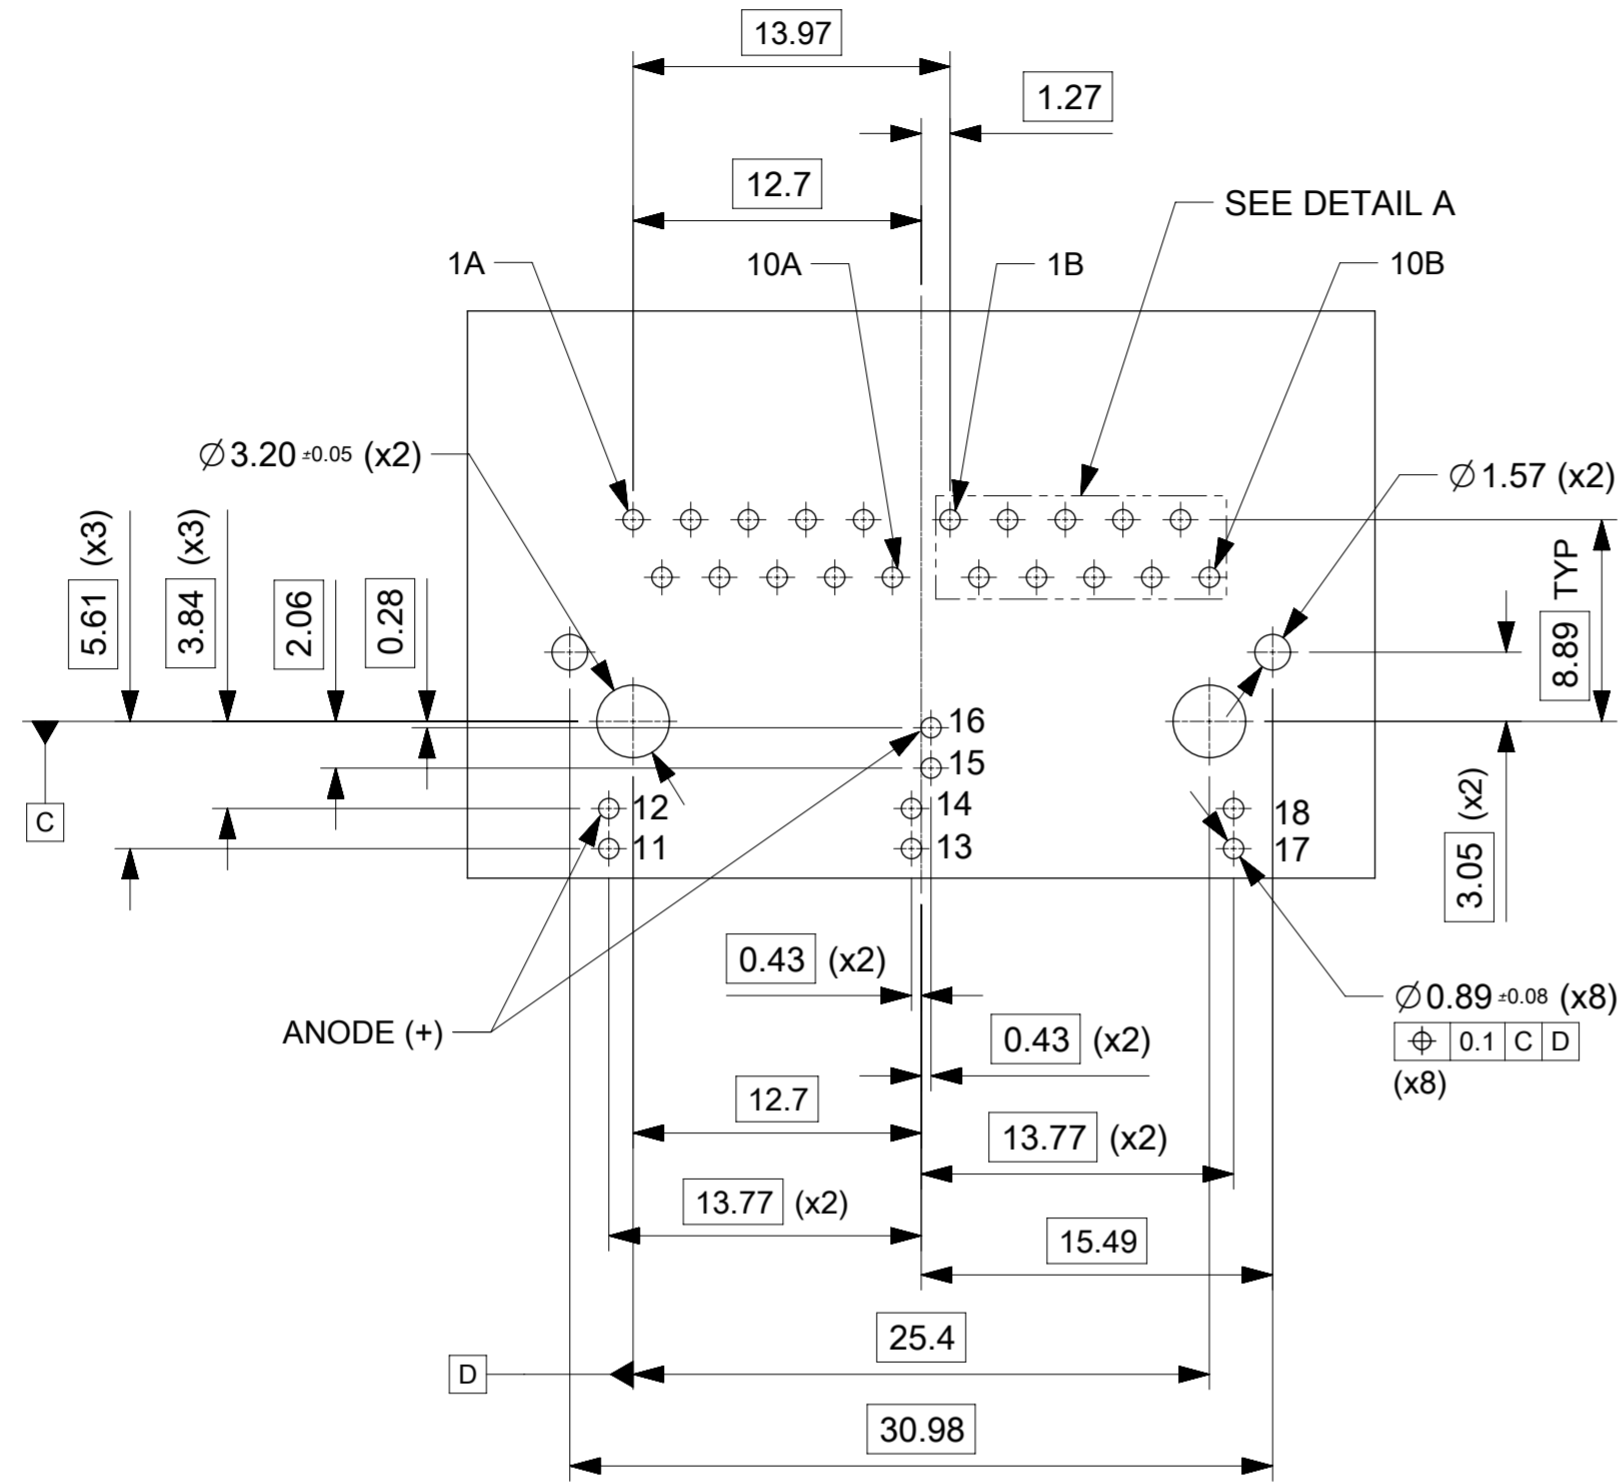 13.97
1.27
12.7
SEE DETAIL A
1A
10A
1B
10B
⌀3.20 ±0.05 (x2)
⌀1.57 (x2)
5.61 (x3)
3.84 (x3)
2.06
0.28
8.89 TYP
16
15
12
14
18
11
13
17
C
3.05 (x2)
0.43 (x2)
⌀0.89 ±0.08 (x8)
ANODE (+)
0.43 (x2)
⌖ 0.1 C D
(x8)
12.7
13.77 (x2)
13.77 (x2)
15.49
25.4
D
30.98